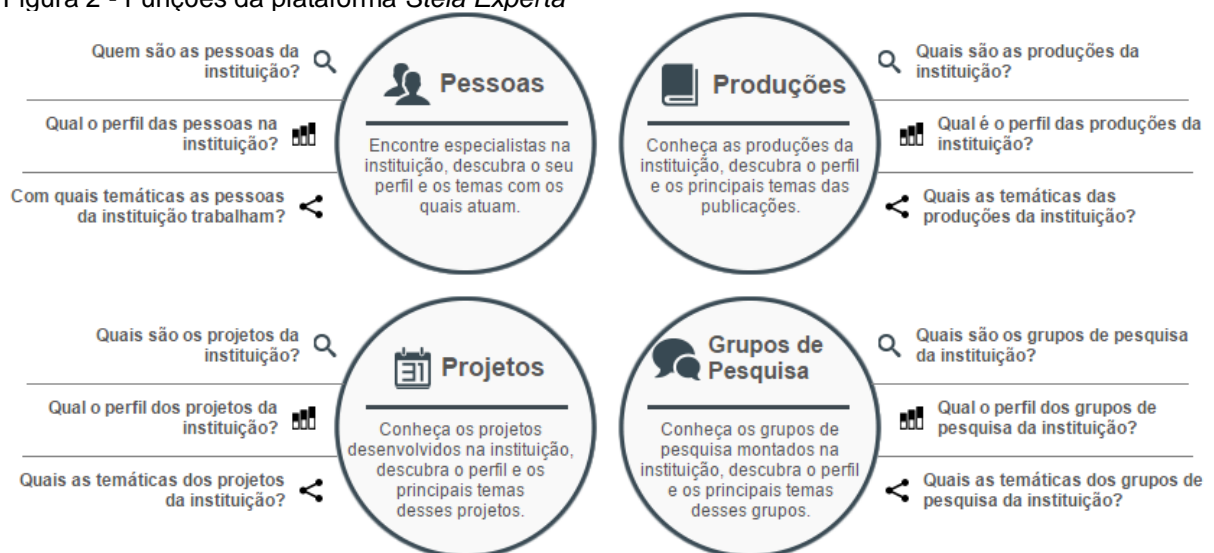 Figura 2 - Funções da plataforma Stela Experta
Quem são as pessoas da
instituição?
Qual o perfil das pessoas na
instituição?
Com quais temáticas as pessoas
da instituição trabalham?
Pessoas
Encontre especialistas na
instituição, descubra o seu
perfil e os temas com os
quais atuam.
Produções
Conheça as produções da
instituição, descubra o perfil
e os principais temas das
publicações.
Quais são as produções da
instituição?
Qual é o perfil das produções da
instituição?
Quais as temáticas das
produções da instituição?
Quais são os projetos da
instituição?
Qual o perfil dos projetos da
instituição?
Quais as temáticas dos projetos
da instituição?
31
Projetos
Conheça os projetos
desenvolvidos na instituição,
descubra o perfil e os
principais temas
desses projetos.
Grupos de
Pesquisa
Conheça os grupos de
pesquisa montados na
instituição, descubra o perfil
e os principais temas
desses grupos.
Quais são os grupos de pesquisa
da instituição?
Qual o perfil dos grupos de
pesquisa da instituição?
Quais as temáticas dos grupos de
pesquisa da instituição?